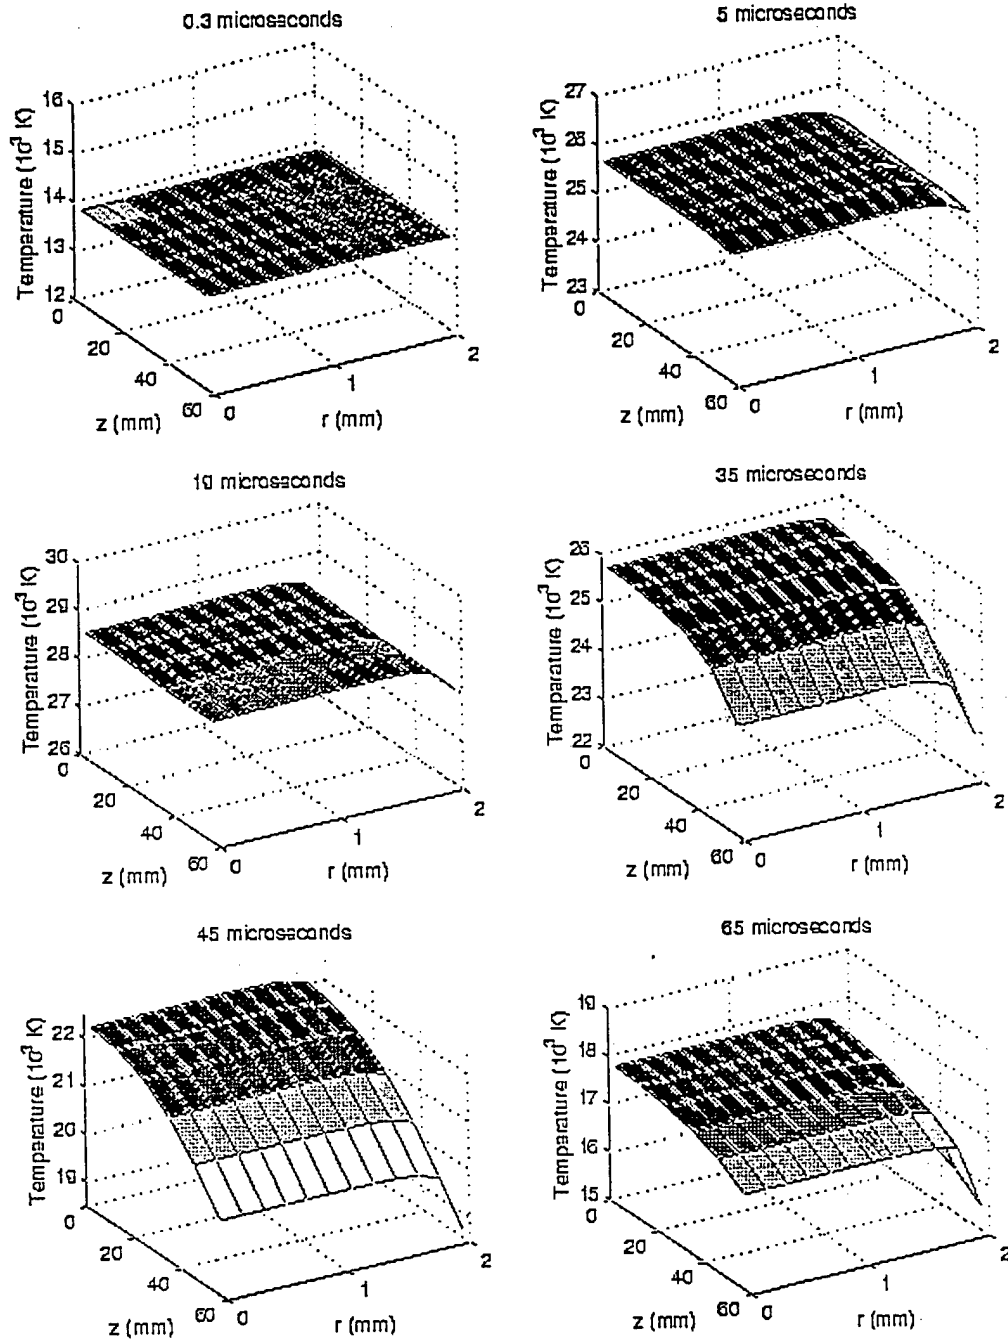 0.3 microseconds
16
15
14
13
12
Temperature (10³ K)
0
20
40
60
z (mm)
0
1
2
r (mm)
5 microseconds
27
26
25
24
23
Temperature (10³ K)
0
20
40
60
z (mm)
0
1
2
r (mm)
10 microseconds
30
29
28
27
26
Temperature (10³ K)
0
20
40
60
z (mm)
0
1
2
r (mm)
35 microseconds
26
25
24
23
22
Temperature (10³ K)
0
20
40
60
z (mm)
0
1
2
r (mm)
45 microseconds
22
21
20
19
Temperature (10³ K)
0
20
40
60
z (mm)
0
1
2
r (mm)
65 microseconds
19
18
17
16
15
Temperature (10³ K)
0
20
40
60
z (mm)
0
1
2
r (mm)